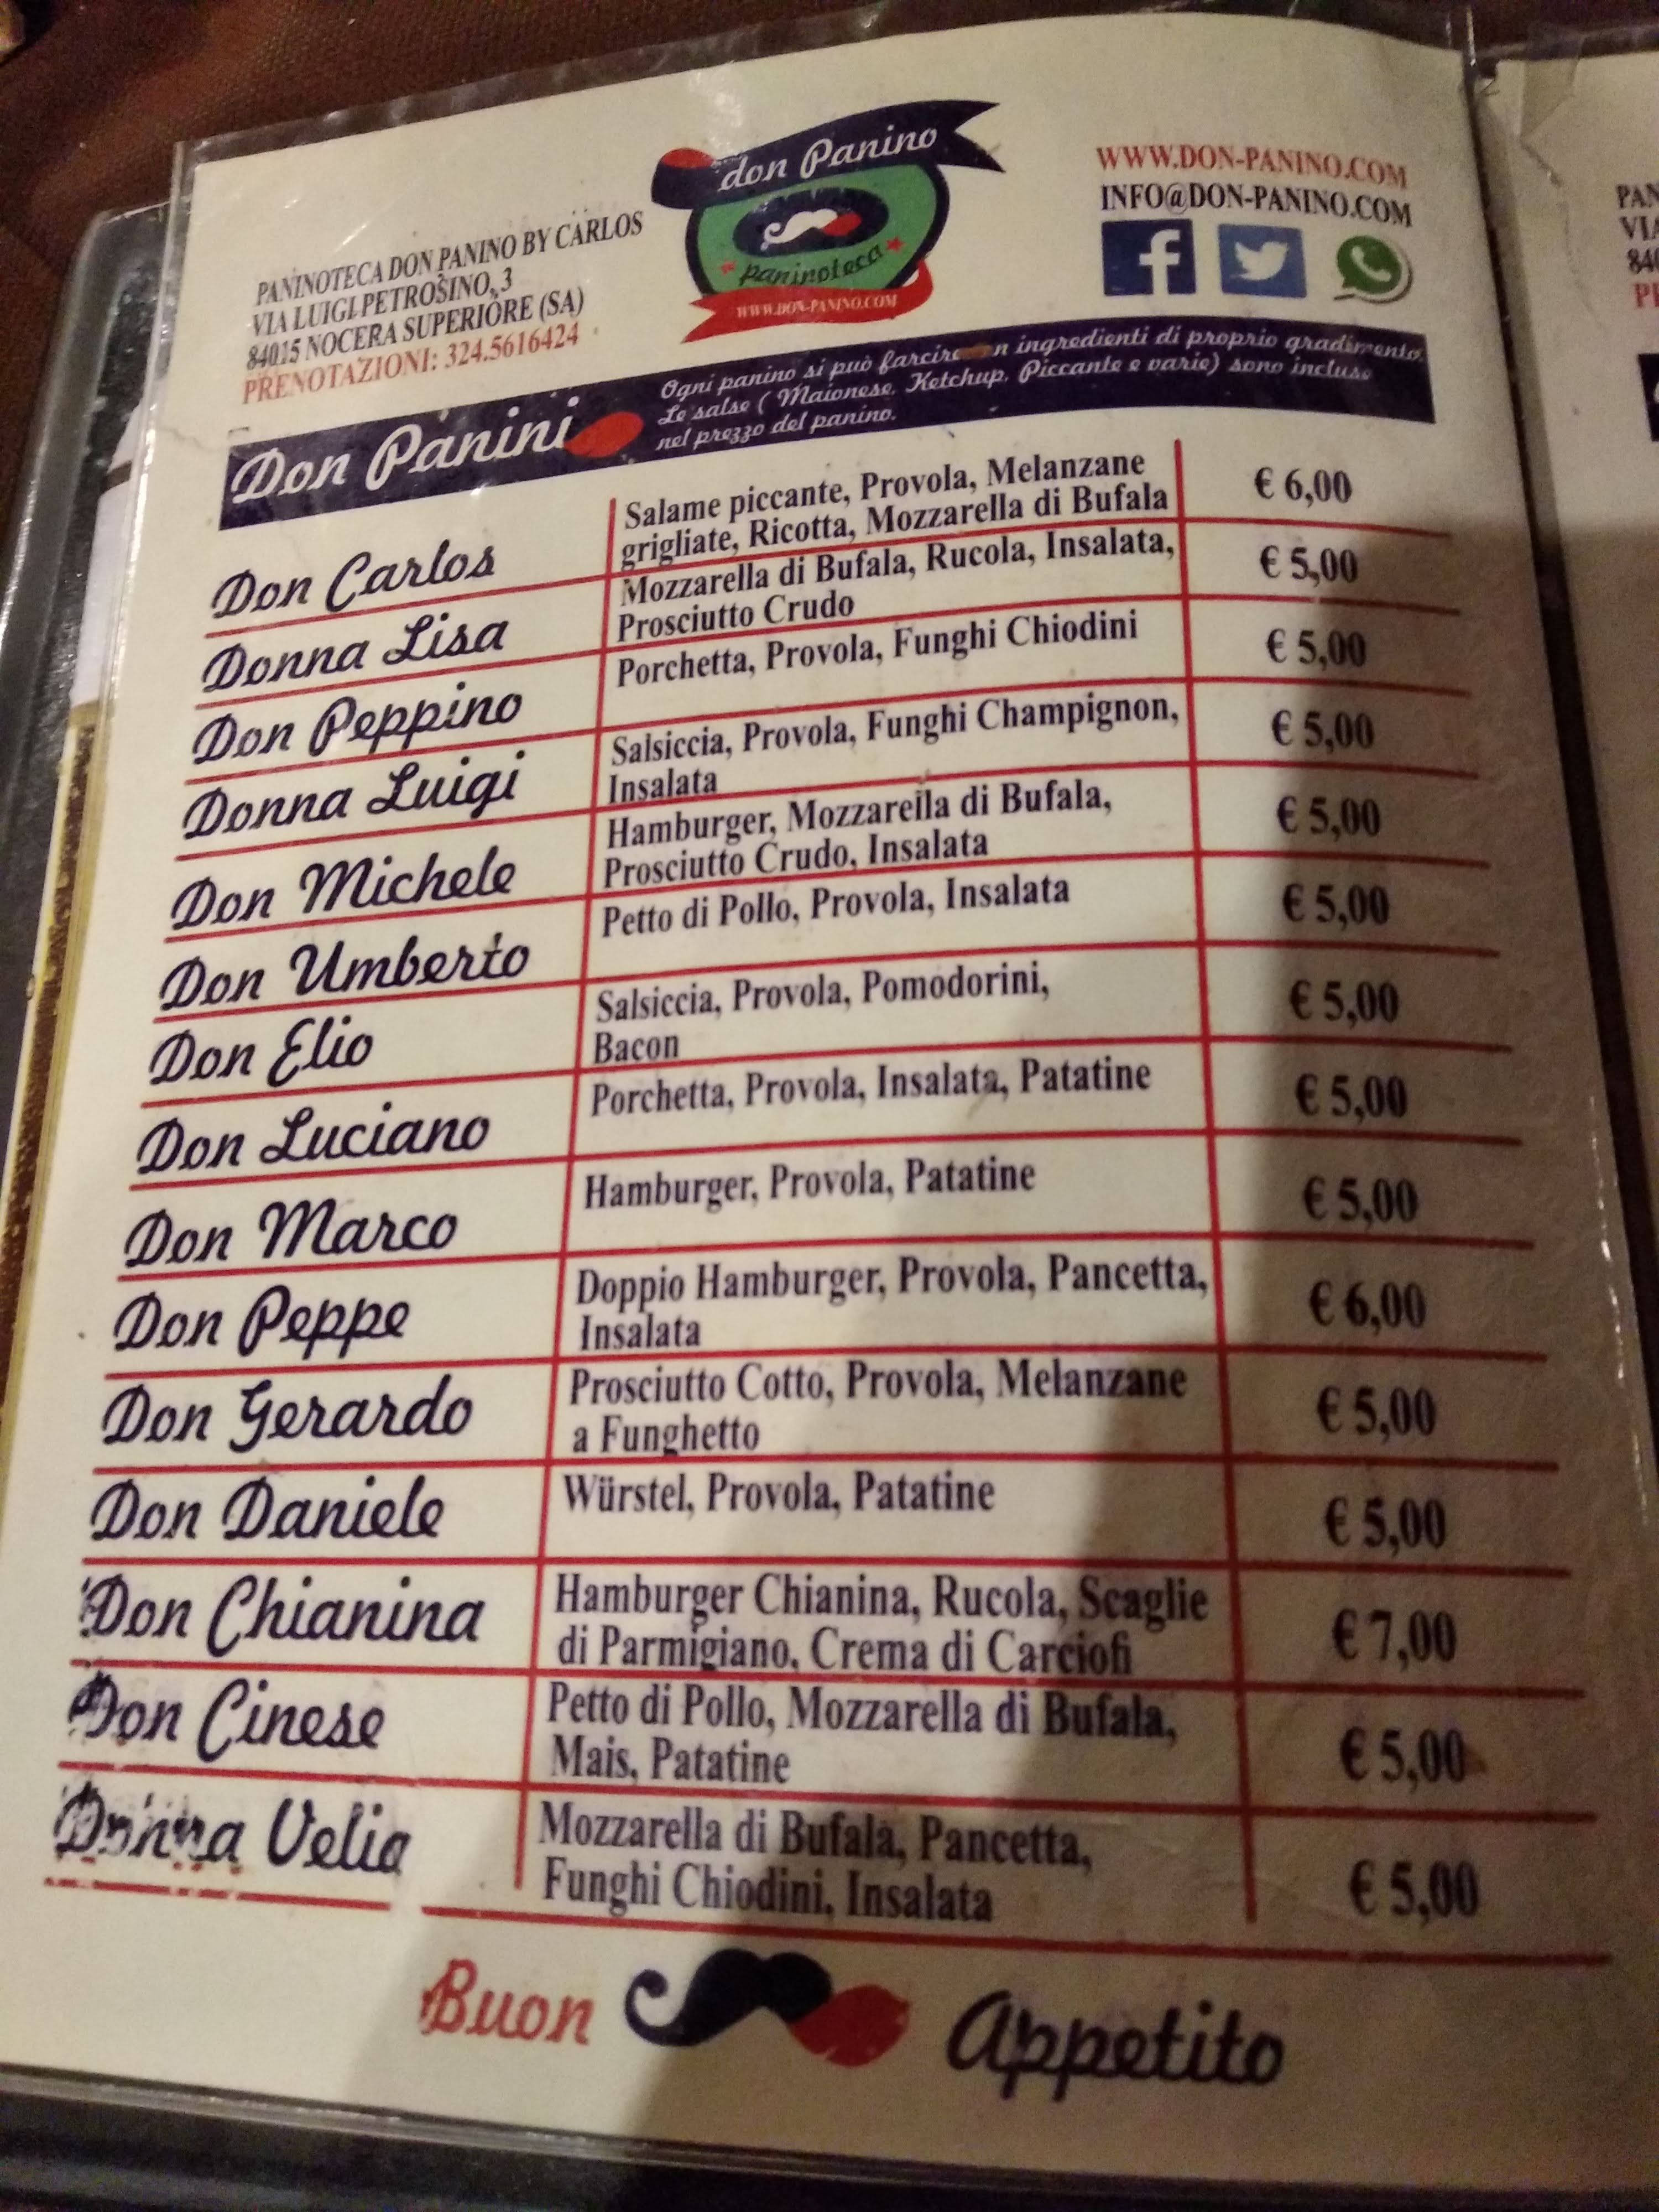 PANINOTECA DON PANINO BY CARLOS
VIA LUIGI PETROSINO, 3
84015 NOCERA SUPERIORE (SA)
PRENOTAZIONI: 324.5616424
don Panino
paninoteca
WWW.DON-PANINO.COM
WWW.DON-PANINO.COM
INFO@DON-PANINO.COM
Don Panini
Ogni panino si può farcire n ingredienti di proprio gradimento.
Le salse ( Maionese, Ketchup, Piccante e varie) sono incluse
nel prezzo del panino.
Don Carlos
Salame piccante, Provola, Melanzane
grigliate, Ricotta, Mozzarella di Bufala
€ 6,00
Donna Lisa
Mozzarella di Bufala, Rucola, Insalata,
Prosciutto Crudo
€ 5,00
Don Peppino
Porchetta, Provola, Funghi Chiodini
€ 5,00
Donna Luigi
Salsiccia, Provola, Funghi Champignon,
Insalata
€ 5,00
Don Michele
Hamburger, Mozzarella di Bufala,
Prosciutto Crudo, Insalata
€ 5,00
Don Umberto
Petto di Pollo, Provola, Insalata
€ 5,00
Don Elio
Salsiccia, Provola, Pomodorini,
Bacon
€ 5,00
Don Luciano
Porchetta, Provola, Insalata, Patatine
€ 5,00
Don Marco
Hamburger, Provola, Patatine
€ 5,00
Don Peppe
Doppio Hamburger, Provola, Pancetta,
Insalata
€ 6,00
Don Gerardo
Prosciutto Cotto, Provola, Melanzane
a Funghetto
€ 5,00
Don Daniele
Würstel, Provola, Patatine
€ 5,00
Don Chianina
Hamburger Chianina, Rucola, Scaglie
di Parmigiano, Crema di Carciofi
€ 7,00
Don Cinese
Petto di Pollo, Mozzarella di Bufala,
Mais, Patatine
€ 5,00
Donna Velia
Mozzarella di Bufala, Pancetta,
Funghi Chiodini, Insalata
€ 5,00
Buon Appetito